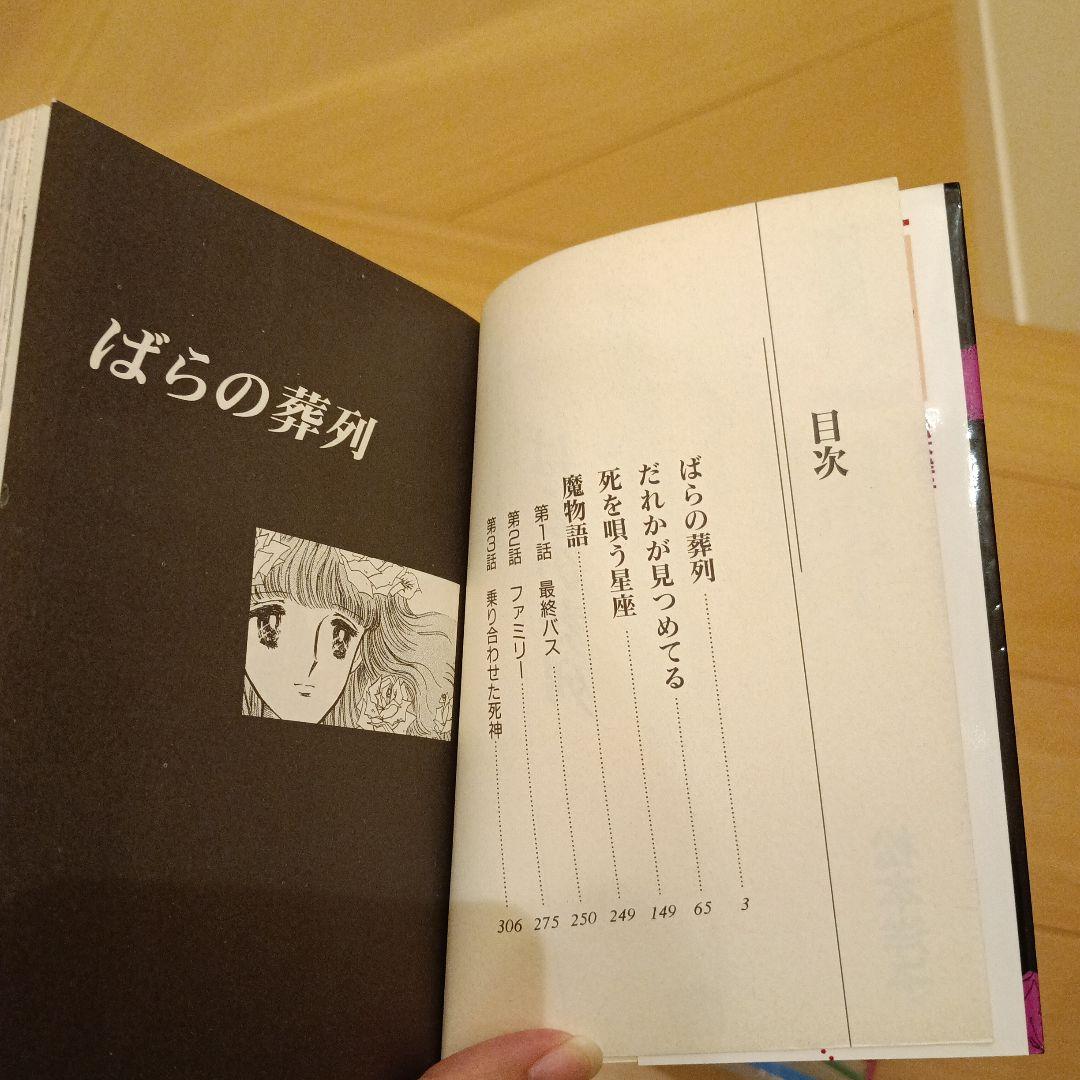 目次
ばらの葬列 3
だれかが見つめてる 65
死を唄う星座 149
魔物語 249
第1話 最終バス 250
第2話 ファミリー 275
第3話 乗り合わせた死神 306
ばらの葬列